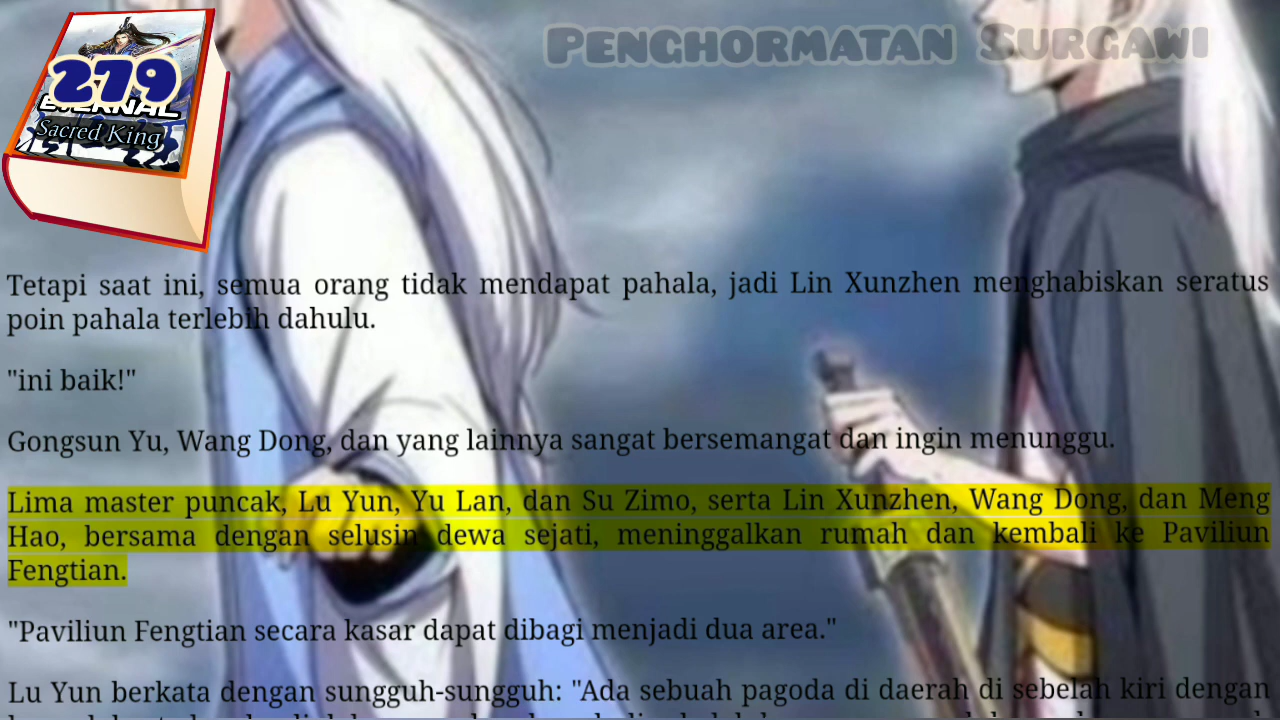 Penghormatan Surgawi
279
ETERNAL
Sacred King
Tetapi saat ini, semua orang tidak mendapat pahala, jadi Lin Xunzhen menghabiskan seratus
poin pahala terlebih dahulu.
"ini baik!"
Gongsun Yu, Wang Dong, dan yang lainnya sangat bersemangat dan ingin menunggu.
Lima master puncak, Lu Yun, Yu Lan, dan Su Zimo, serta Lin Xunzhen, Wang Dong, dan Meng
Hao, bersama dengan selusin dewa sejati, meninggalkan rumah dan kembali ke Paviliun
Fengtian.
"Paviliun Fengtian secara kasar dapat dibagi menjadi dua area."
Lu Yun berkata dengan sungguh-sungguh: "Ada sebuah pagoda di daerah di sebelah kiri dengan